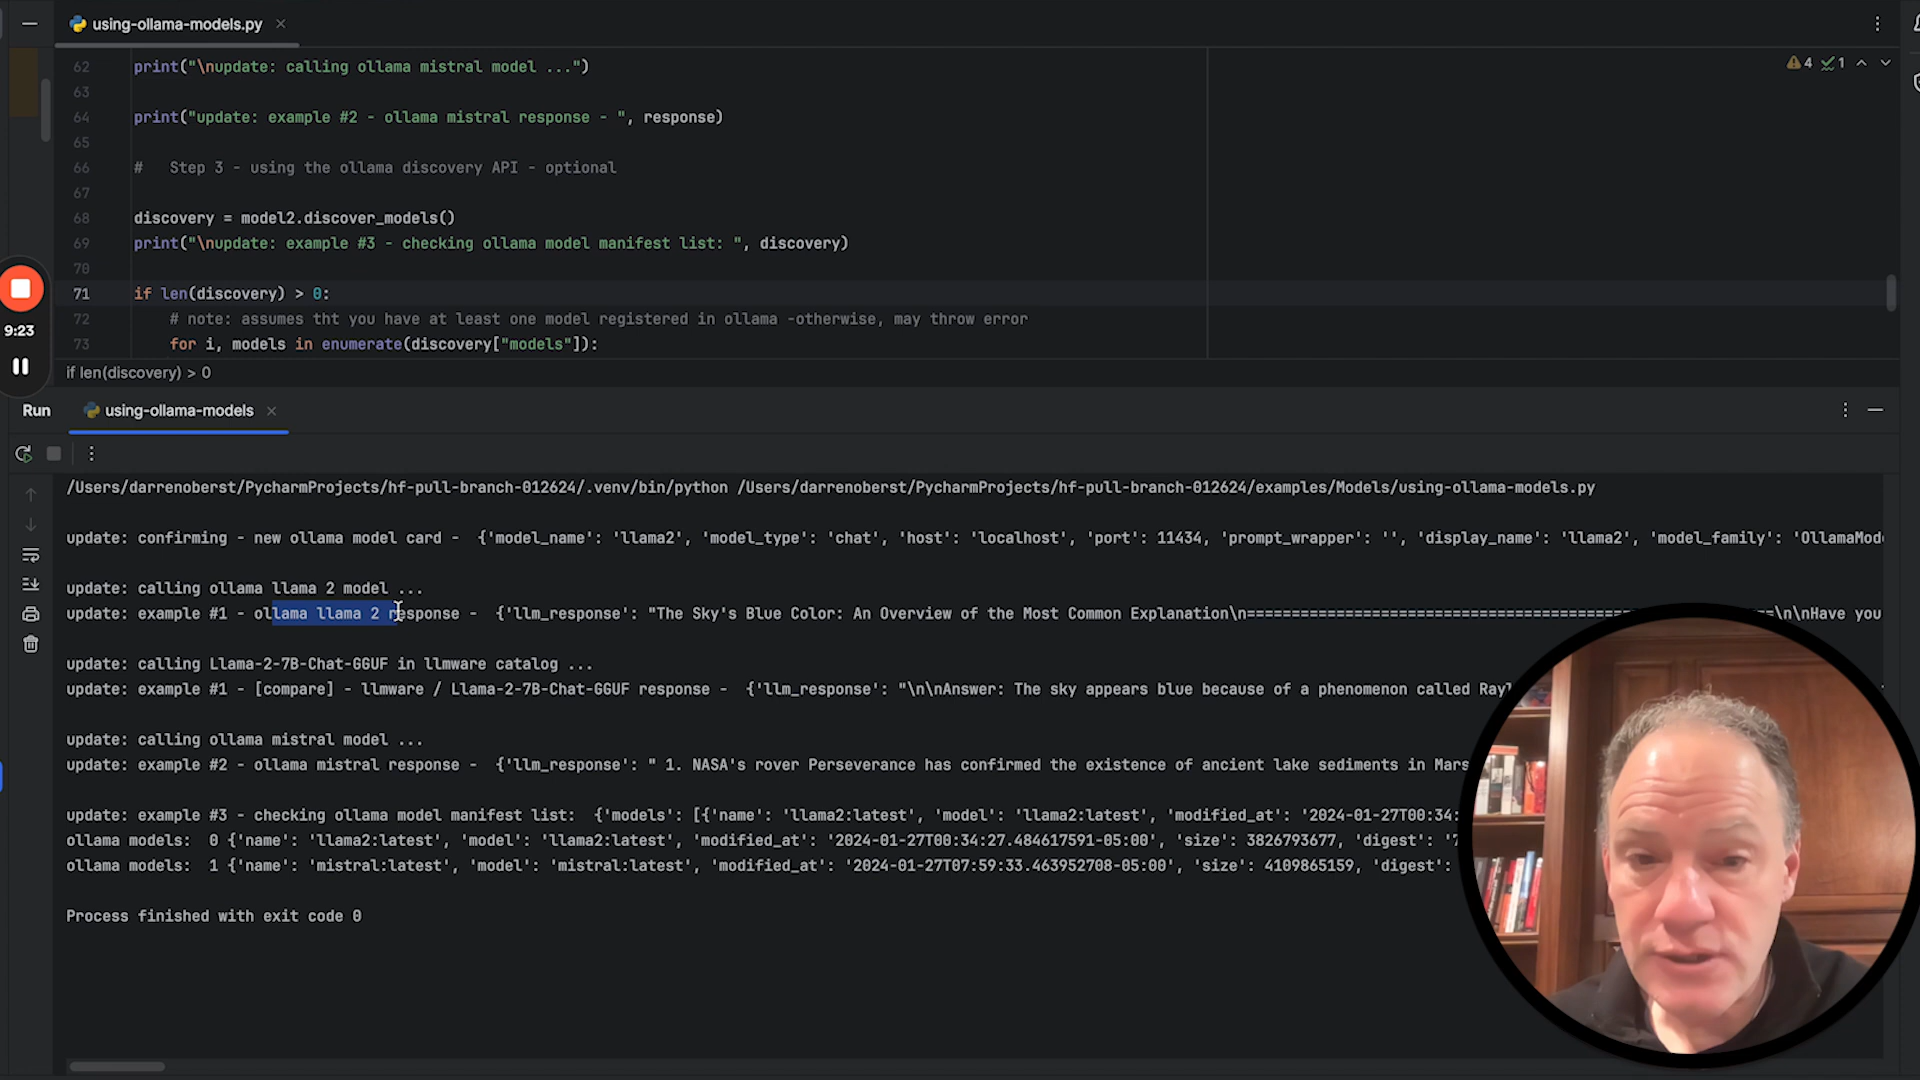 using-ollama-models.py
62 print("\nupdate: calling ollama mistral model ...")
4 1
63
64 print("update: example #2 - ollama mistral response - ", response)
65
66 # Step 3 - using the ollama discovery API - optional
67
68 discovery = model2.discover_models()
69 print("\nupdate: example #3 - checking ollama model manifest list: ", discovery)
70
71 if len(discovery) > 0:
72 # note: assumes tht you have at least one model registered in ollama -otherwise, may throw error
73 for i, models in enumerate(discovery["models"]):
9:23
if len(discovery) > 0
Run using-ollama-models
/Users/darrenoberst/PycharmProjects/hf-pull-branch-012624/.venv/bin/python /Users/darrenoberst/PycharmProjects/hf-pull-branch-012624/examples/Models/using-ollama-models.py
update: confirming - new ollama model card - {'model_name': 'llama2', 'model_type': 'chat', 'host': 'localhost', 'port': 11434, 'prompt_wrapper': '', 'display_name': 'llama2', 'model_family': 'OllamaMode
update: calling ollama llama 2 model ...
update: example #1 - ollama llama 2 response - {'llm_response': "The Sky's Blue Color: An Overview of the Most Common Explanation\n===========================================================\n\nHave you
update: calling Llama-2-7B-Chat-GGUF in llmware catalog ...
update: example #1 - [compare] - llmware / Llama-2-7B-Chat-GGUF response - {'llm_response': "\n\nAnswer: The sky appears blue because of a phenomenon called Rayl
update: calling ollama mistral model ...
update: example #2 - ollama mistral response - {'llm_response': " 1. NASA's rover Perseverance has confirmed the existence of ancient lake sediments in Mars
update: example #3 - checking ollama model manifest list: {'models': [{'name': 'llama2:latest', 'model': 'llama2:latest', 'modified_at': '2024-01-27T00:34:
ollama models: 0 {'name': 'llama2:latest', 'model': 'llama2:latest', 'modified_at': '2024-01-27T00:34:27.484617591-05:00', 'size': 3826793677, 'digest': '7
ollama models: 1 {'name': 'mistral:latest', 'model': 'mistral:latest', 'modified_at': '2024-01-27T07:59:33.463952708-05:00', 'size': 4109865159, 'digest':
Process finished with exit code 0